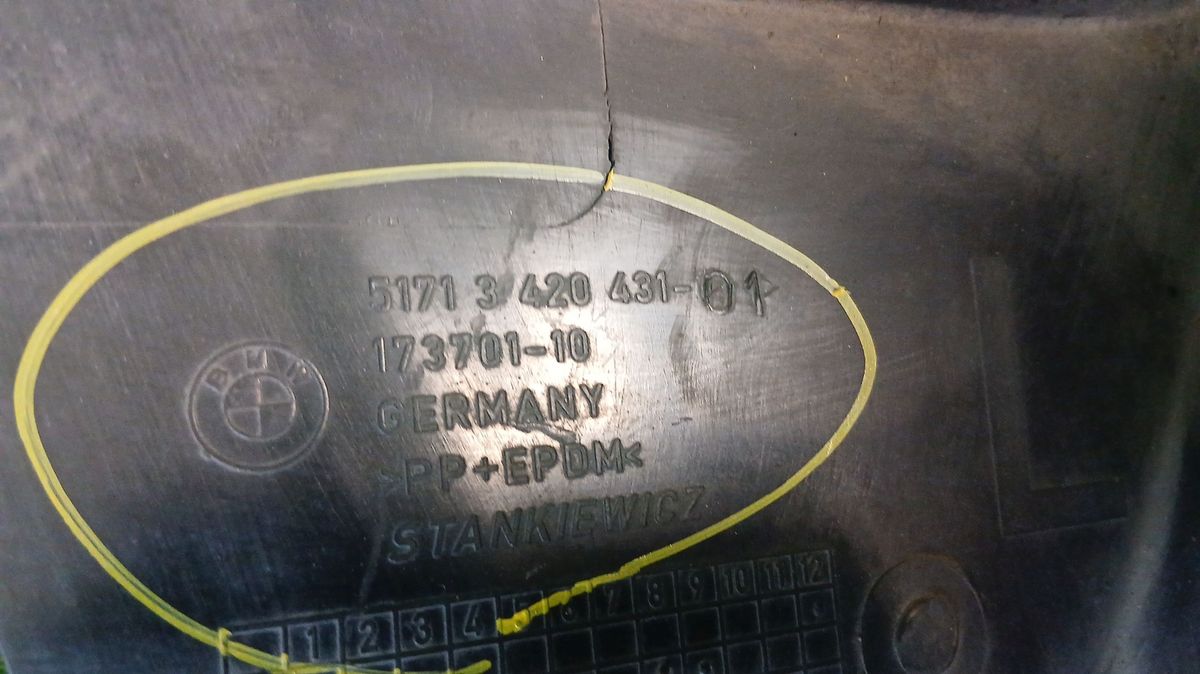 5171 3 420 431-01
173701-10
BMW
GERMANY
>PP+EPDM<
STANKIEWICZ
1 2 3 4 5 6 7 8 9 10 11 12